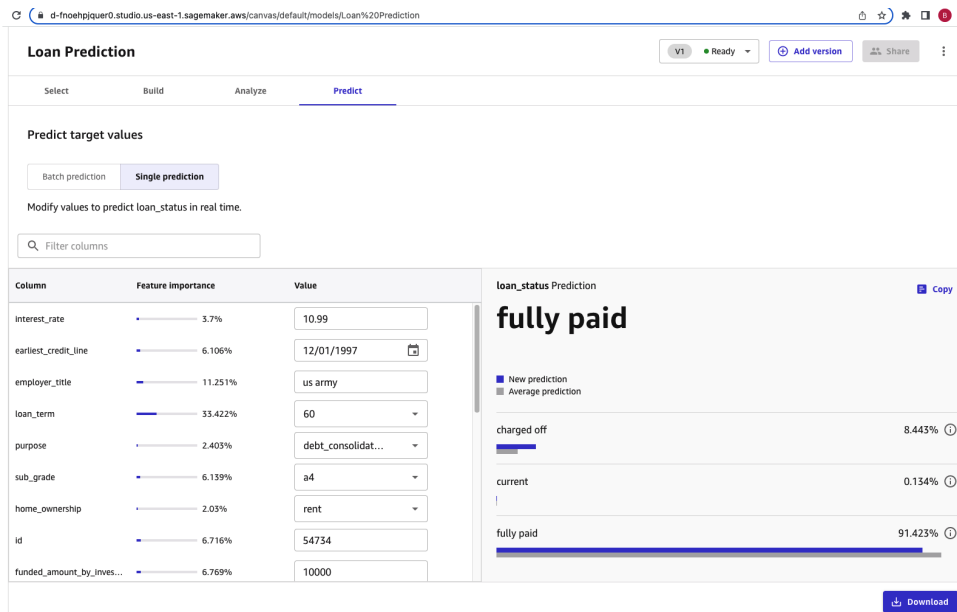 d-fnoehpjquer0.studio.us-east-1.sagemaker.aws/canvas/default/models/Loan%20Prediction
B
Loan Prediction
V1
Ready
Add version
Share
Select
Build
Analyze
Predict
Predict target values
Batch prediction
Single prediction
Modify values to predict loan_status in real time.
Filter columns
Column
Feature importance
Value
interest_rate
3.7%
10.99
earliest_credit_line
6.106%
12/01/1997
employer_title
11.251%
us army
loan_term
33.422%
60
purpose
2.403%
debt_consolidat...
sub_grade
6.139%
a4
home_ownership
2.03%
rent
id
6.716%
54734
funded_amount_by_inves...
6.769%
10000
loan_status Prediction
Copy
fully paid
New prediction
Average prediction
charged off
8.443%
current
0.134%
fully paid
91.423%
Download